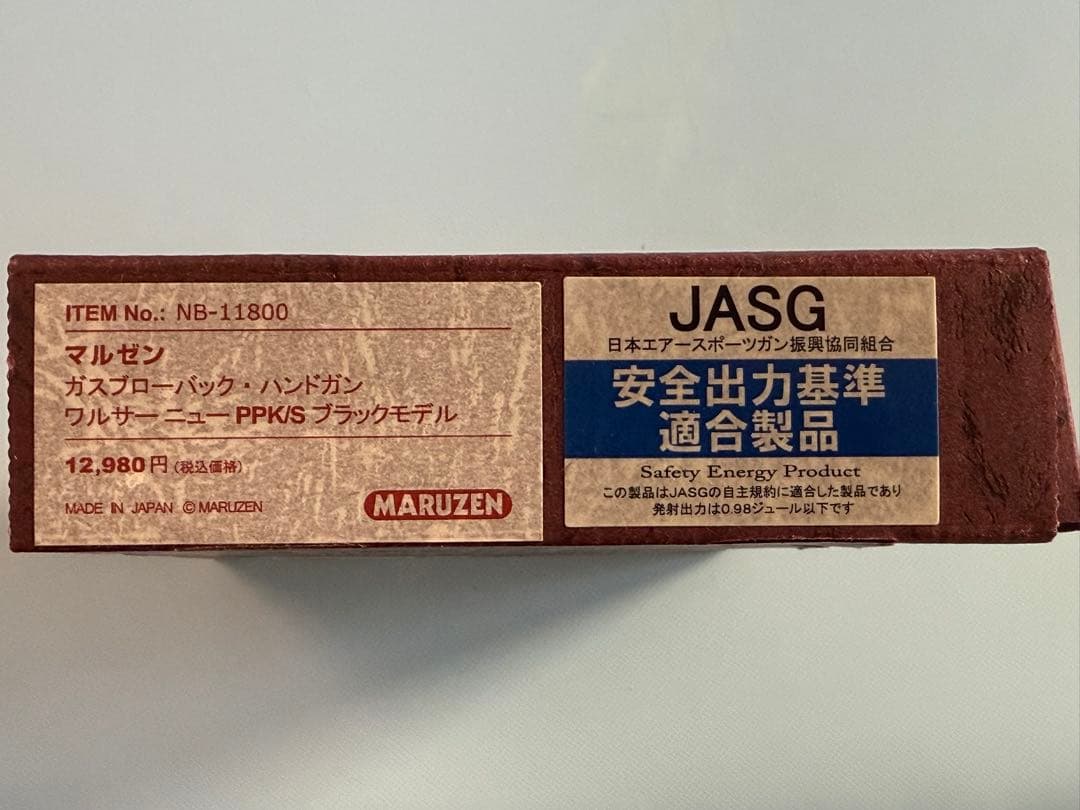 ITEM No.: NB-11800
マルゼン
ガスブローバック・ハンドガン
ワルサー ニュー PPK/S ブラックモデル
12,980円 (税込価格)
MADE IN JAPAN ©MARUZEN
MARUZEN
JASG
日本エアースポーツガン振興協同組合
安全出力基準
適合製品
Safety Energy Product
この製品はJASGの自主規約に適合した製品であり
発射出力は0.98ジュール以下です